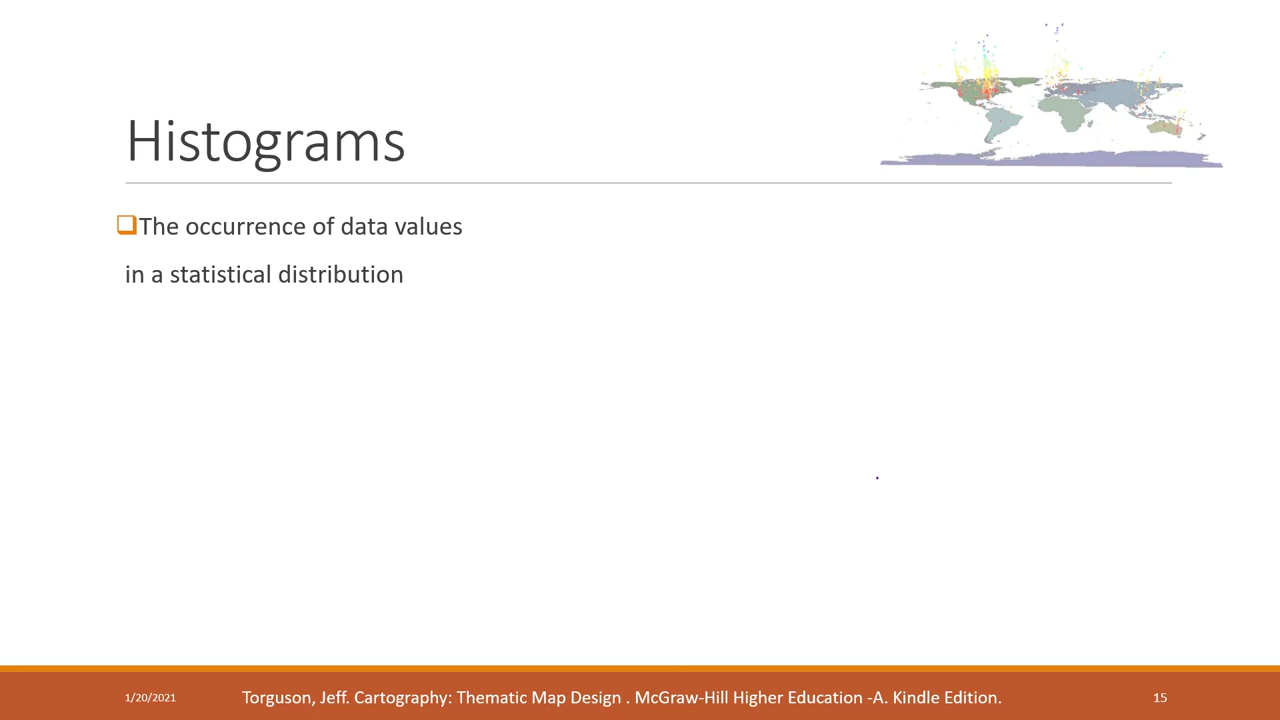 Histograms
The occurrence of data values
in a statistical distribution
1/20/2021
Torguson, Jeff. Cartography: Thematic Map Design . McGraw-Hill Higher Education -A. Kindle Edition.
15